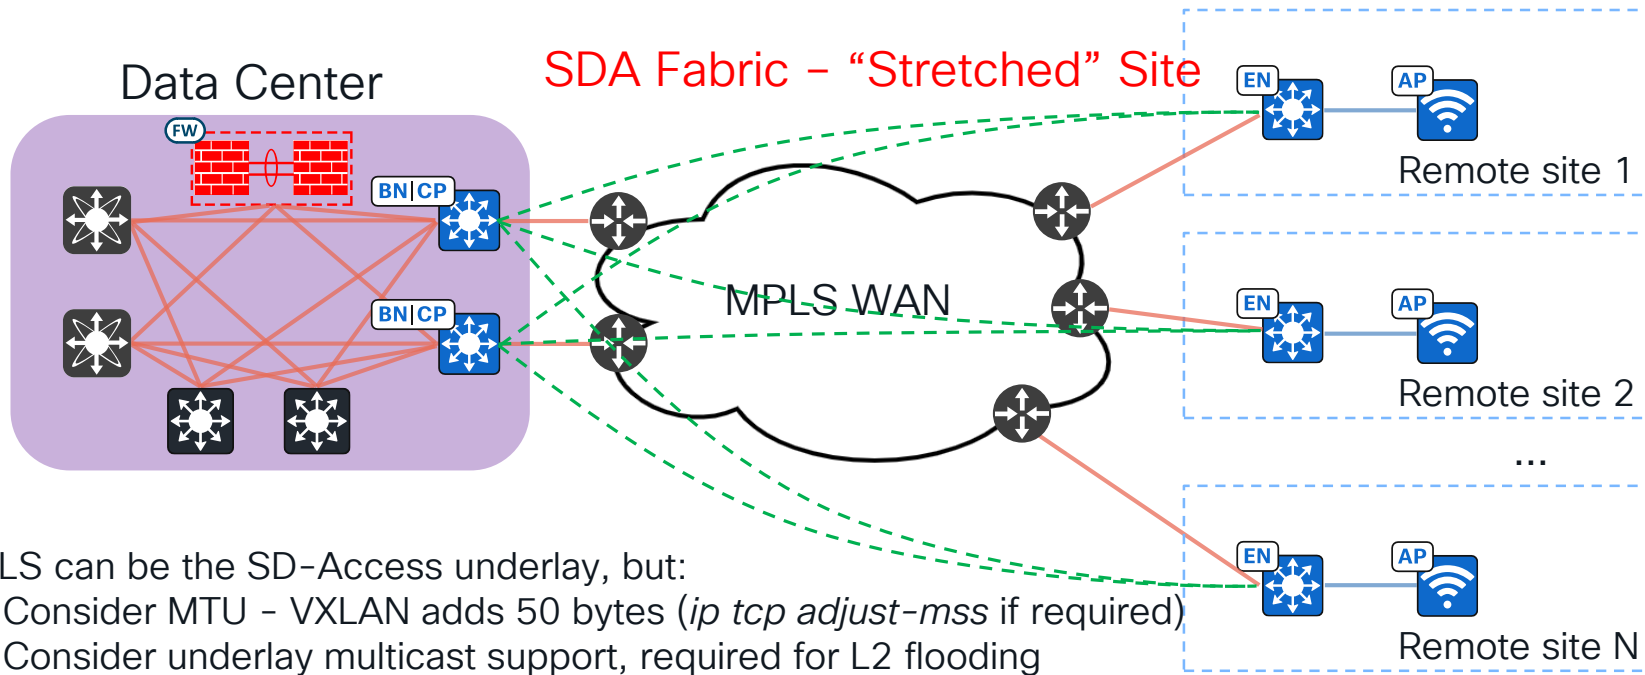 Data Center
SDA Fabric – “Stretched” Site
FW
BN|CP
BN|CP
MPLS WAN
EN
AP
Remote site 1
EN
AP
Remote site 2
...
EN
AP
Remote site N
LS can be the SD-Access underlay, but:
Consider MTU - VXLAN adds 50 bytes (ip tcp adjust-mss if required)
Consider underlay multicast support, required for L2 flooding